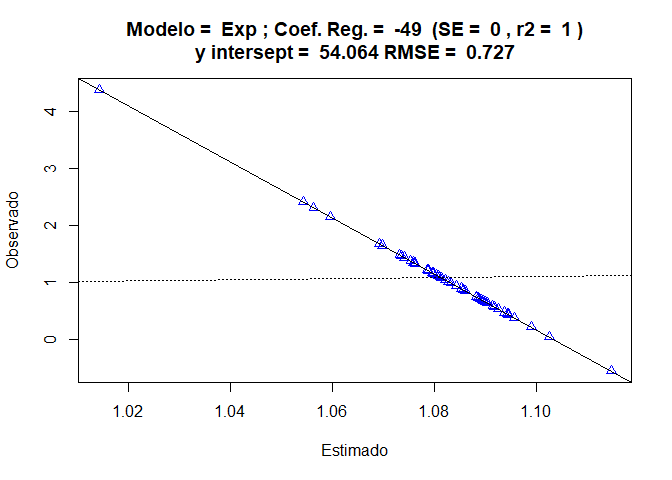 Modelo = Exp ; Coef. Reg. = -49 (SE = 0 , r2 = 1 )
y intersept = 54.064 RMSE = 0.727
Observado
4
3
2
1
0
1.02 1.04 1.06 1.08 1.10
Estimado